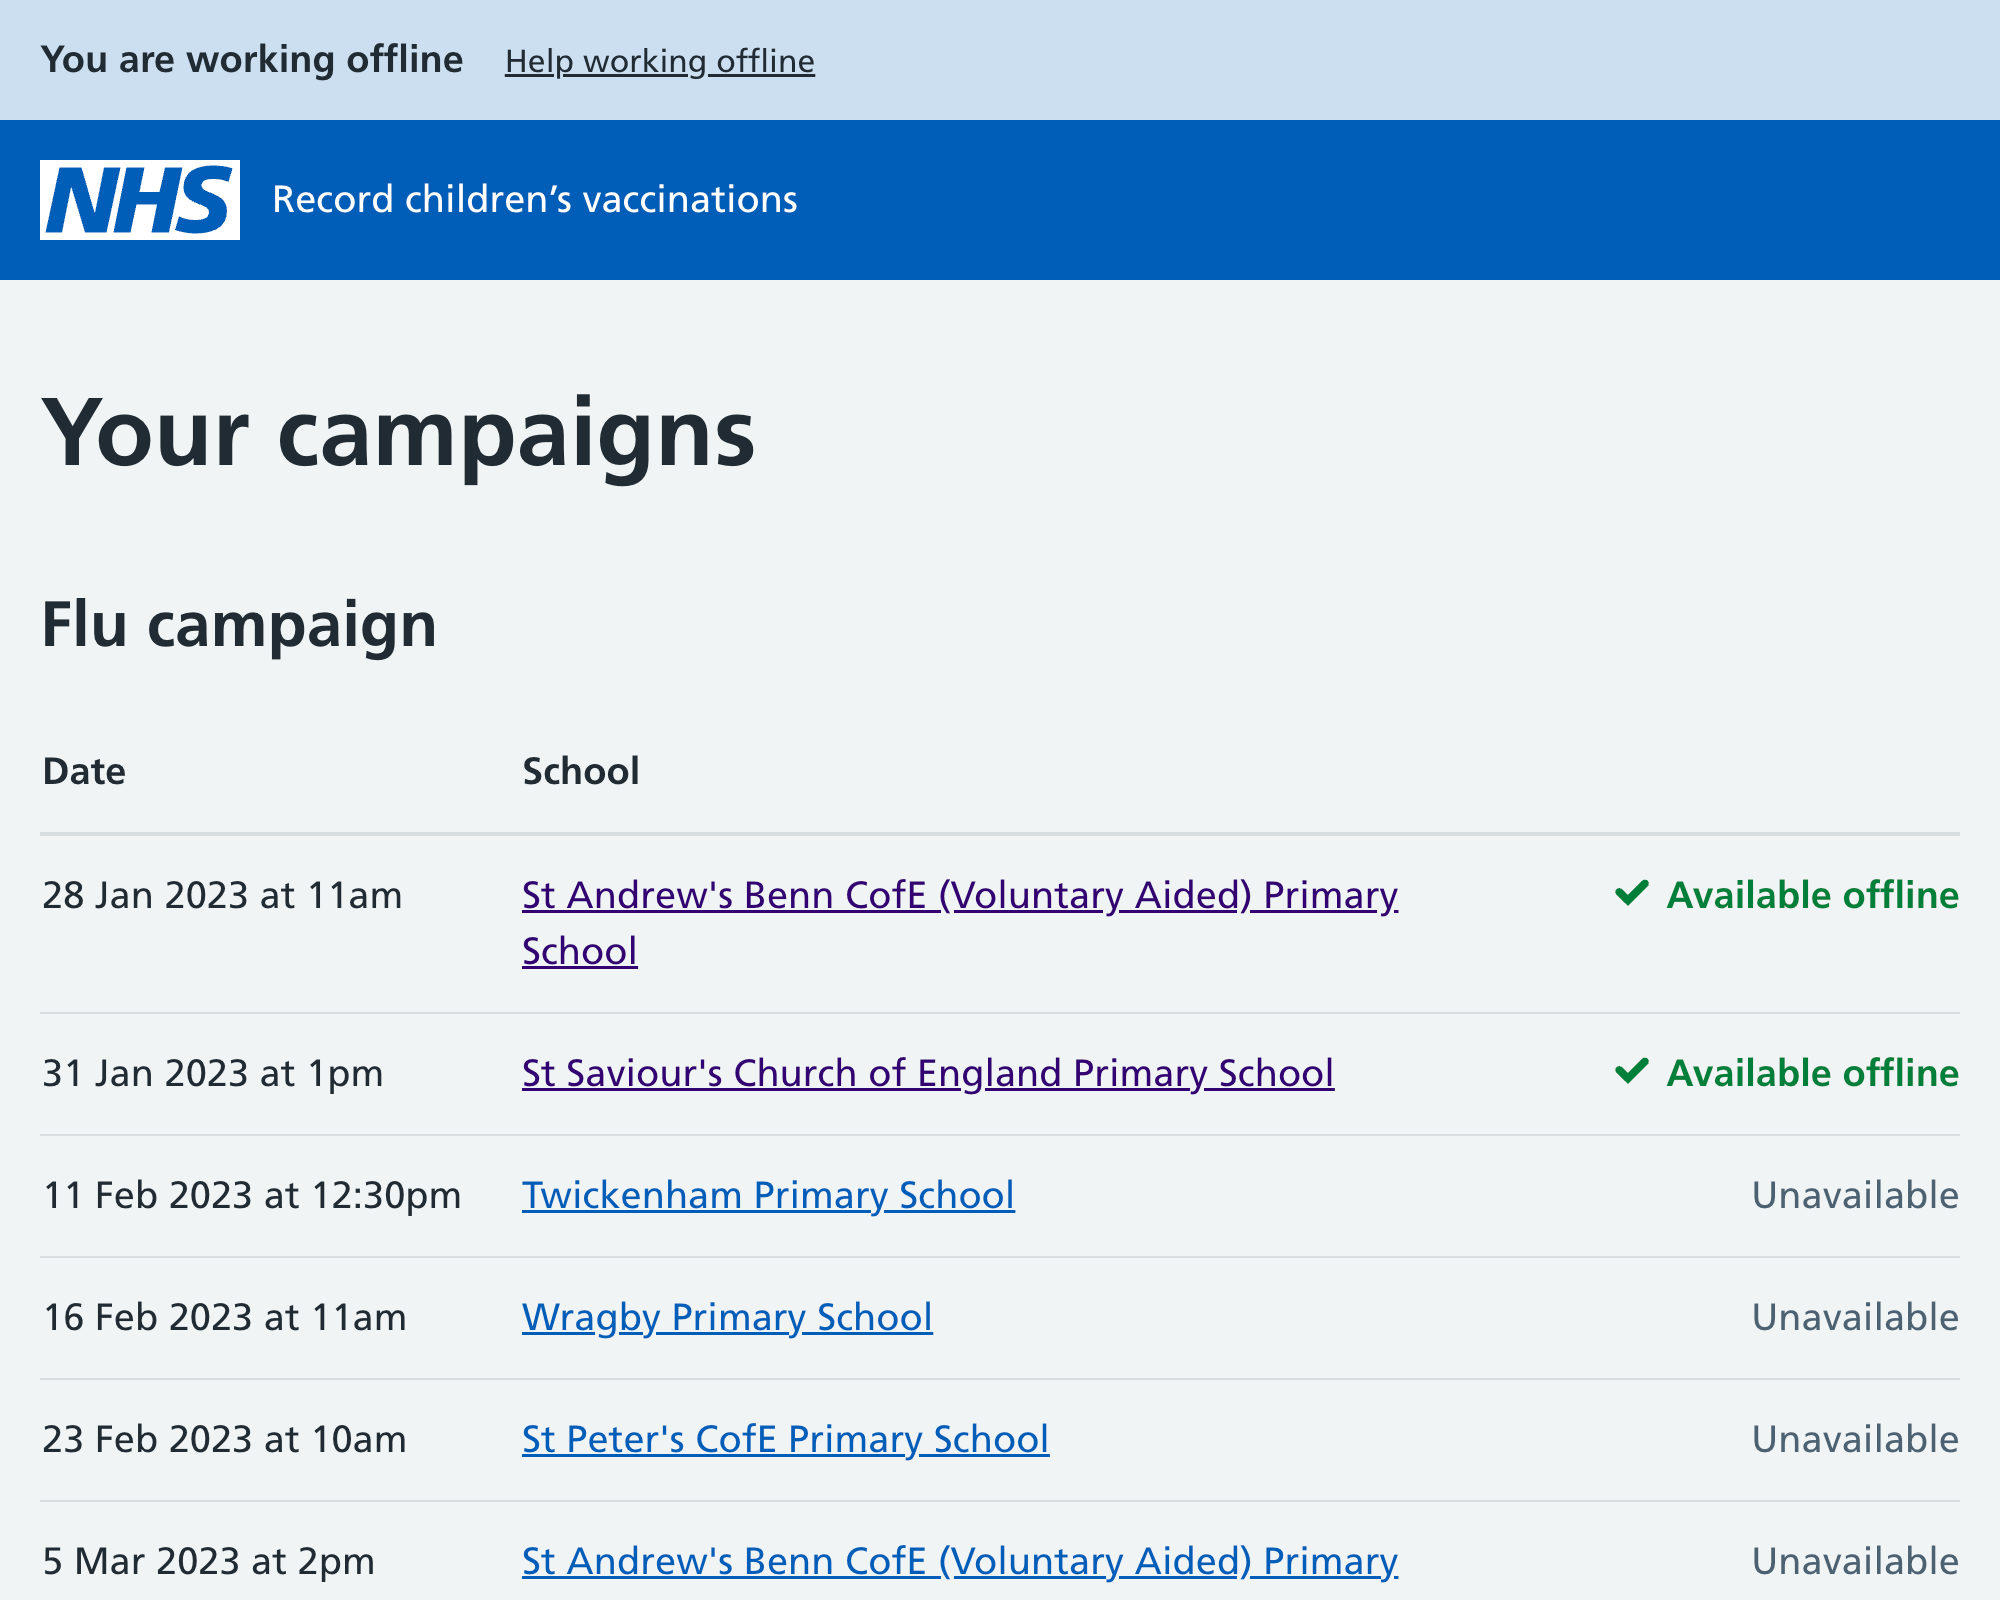 You are working offline Help working offline
NHS Record children’s vaccinations
Your campaigns
Flu campaign
Date School
28 Jan 2023 at 11am St Andrew's Benn CofE (Voluntary Aided) Primary Available offline
School
31 Jan 2023 at 1pm St Saviour's Church of England Primary School Available offline
11 Feb 2023 at 12:30pm Twickenham Primary School Unavailable
16 Feb 2023 at 11am Wragby Primary School Unavailable
23 Feb 2023 at 10am St Peter's CofE Primary School Unavailable
5 Mar 2023 at 2pm St Andrew's Benn CofE (Voluntary Aided) Primary Unavailable